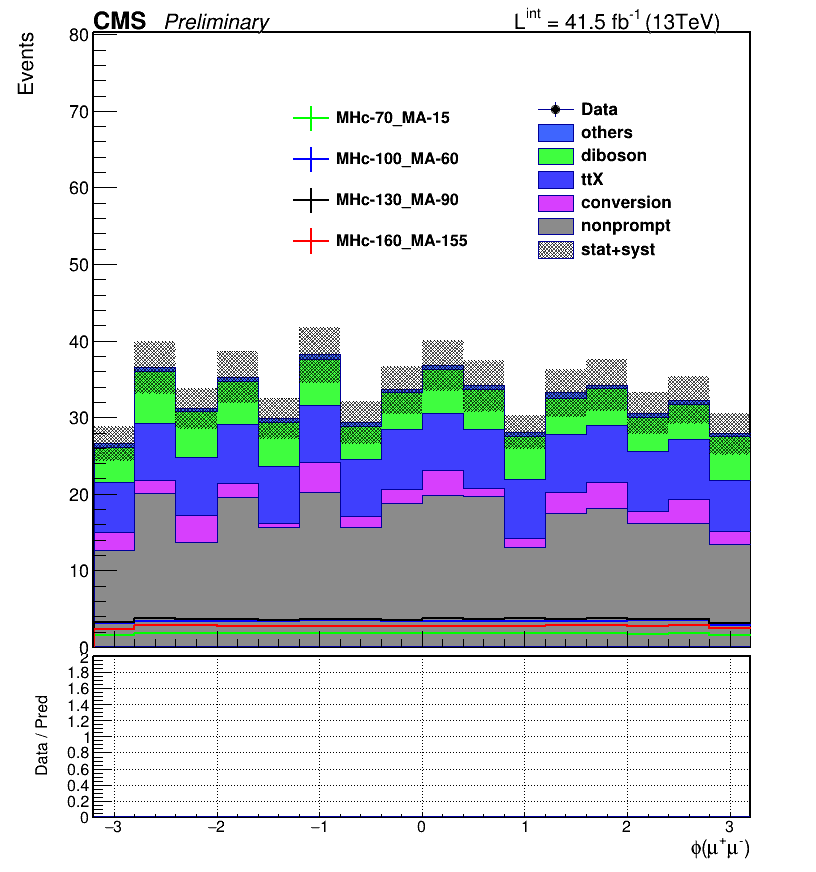 CMS Preliminary L^int = 41.5 fb^-1 (13TeV)
Events
80
70
60
50
40
30
20
10
0
MHc-70_MA-15
MHc-100_MA-60
MHc-130_MA-90
MHc-160_MA-155
Data
others
diboson
ttX
conversion
nonprompt
stat+syst
Data / Pred
2
1.8
1.6
1.4
1.2
1
0.8
0.6
0.4
0.2
0
−3 −2 −1 0 1 2 3
ϕ(μ⁺μ⁻)